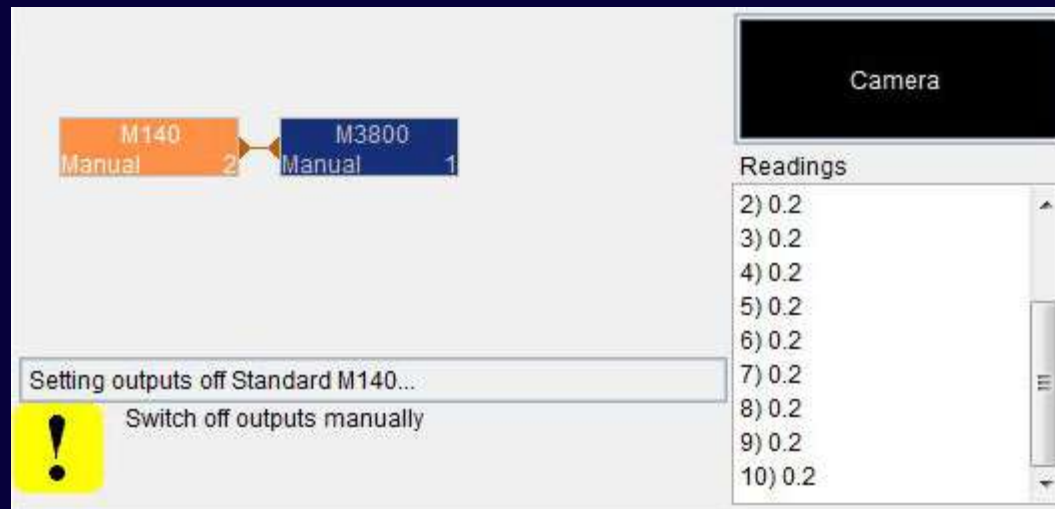 M140
Manual 2
M3800
Manual 1
Setting outputs off Standard M140...
Switch off outputs manually
Camera
Readings
2) 0.2
3) 0.2
4) 0.2
5) 0.2
6) 0.2
7) 0.2
8) 0.2
9) 0.2
10) 0.2